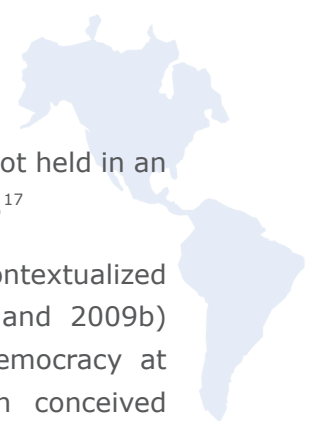 ot held in an
17
ontextualized
and 2009b)
emocracy at
n conceived